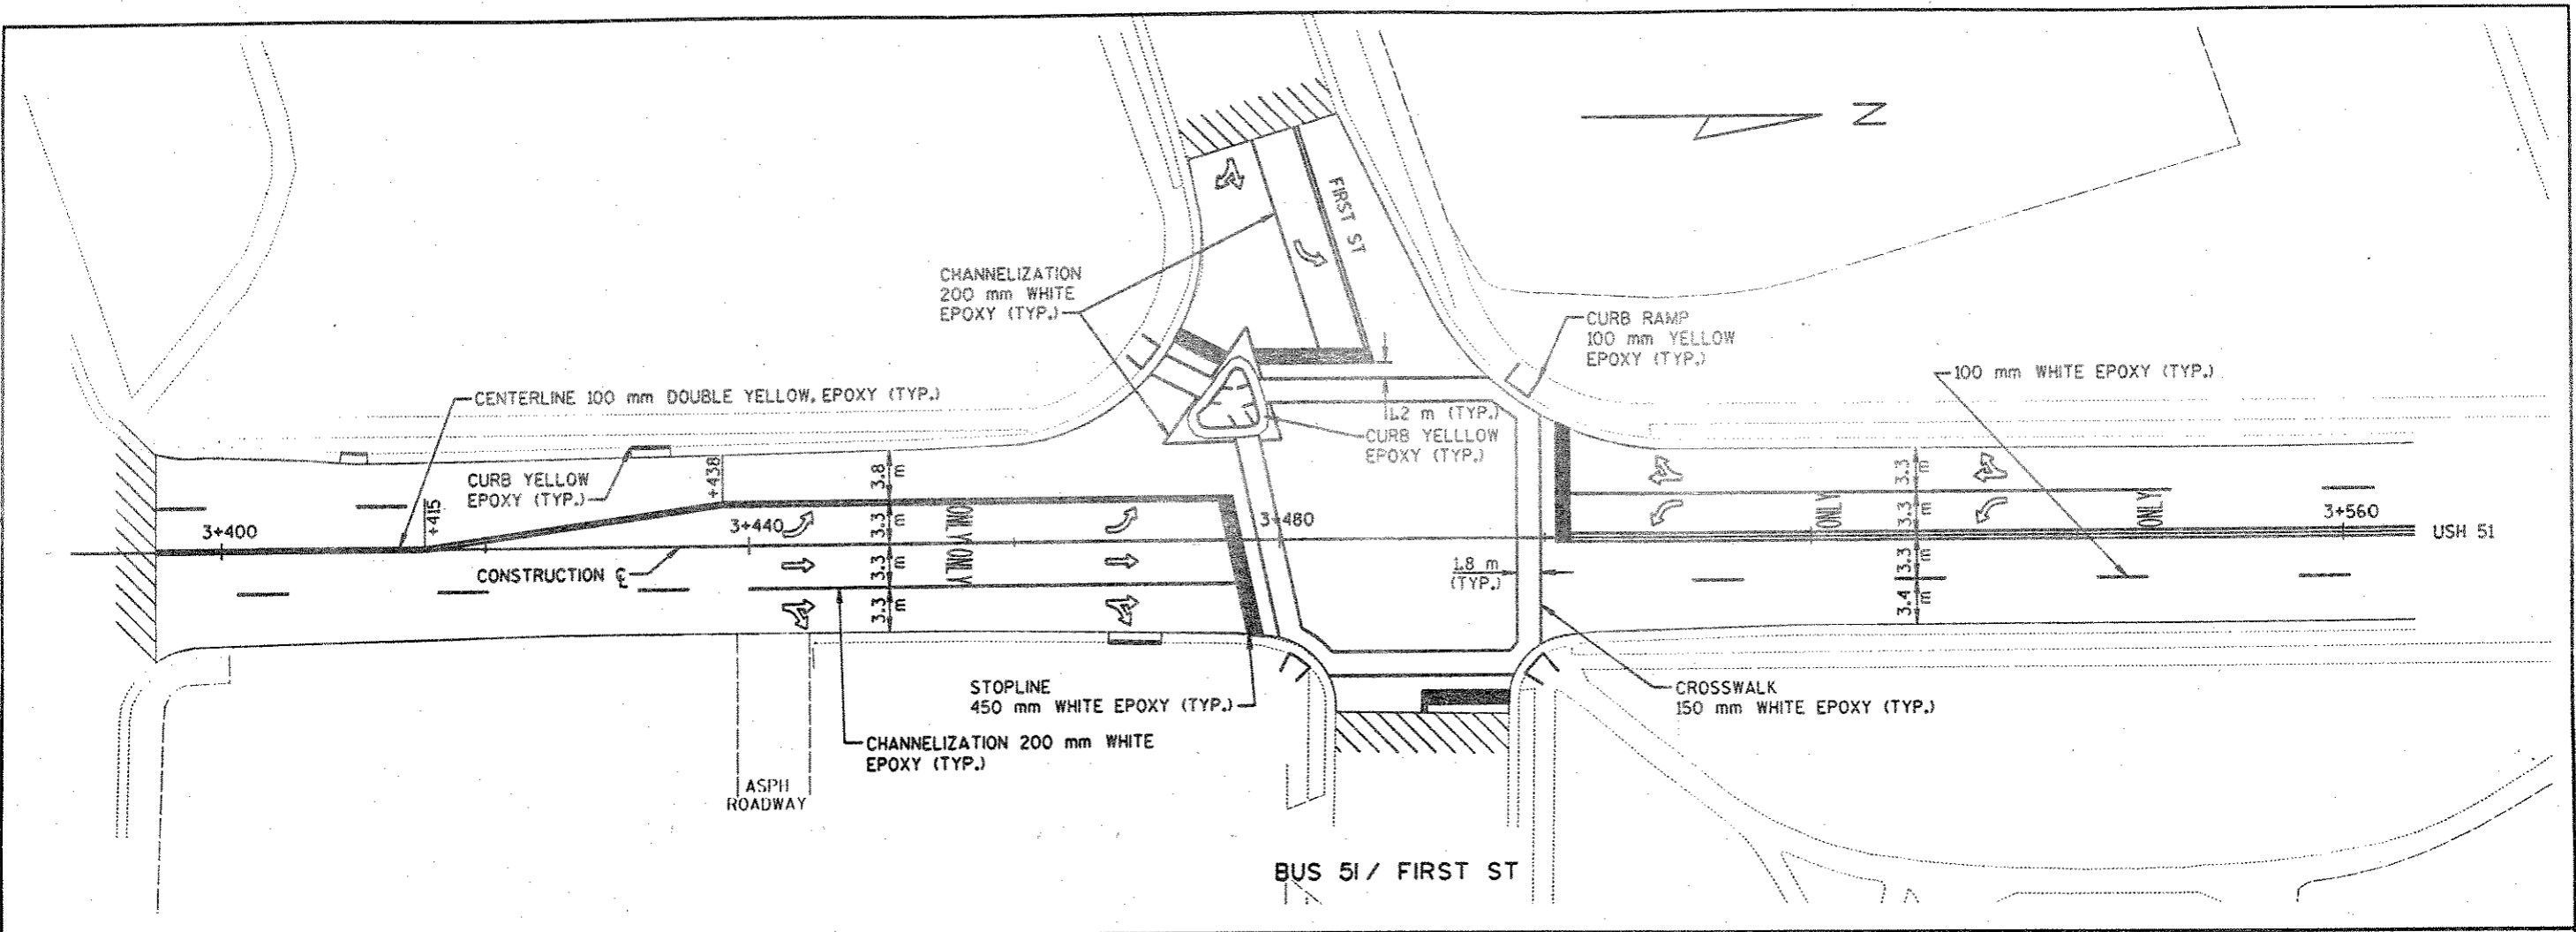 N
FIRST ST
CHANNELIZATION
200 mm WHITE
EPOXY (TYP.)
CURB RAMP
100 mm YELLOW
EPOXY (TYP.)
100 mm WHITE EPOXY (TYP.)
CENTERLINE 100 mm DOUBLE YELLOW, EPOXY (TYP.)
1.2 m (TYP.)
CURB YELLLOW
EPOXY (TYP.)
CURB YELLOW
EPOXY (TYP.)
+415
+438
3.8 m
3.3 m
3.3 m
3.3 m
3+400
3+440
ONLY ONLY
3+480
ONLY
ONLY
3.3 m
3.3 m
3.3 m
3.4 m
3+560
USH 51
CONSTRUCTION ℄
1.8 m
(TYP.)
STOPLINE
450 mm WHITE EPOXY (TYP.)
CROSSWALK
150 mm WHITE EPOXY (TYP.)
CHANNELIZATION 200 mm WHITE
EPOXY (TYP.)
ASPH
ROADWAY
BUS 51 / FIRST ST